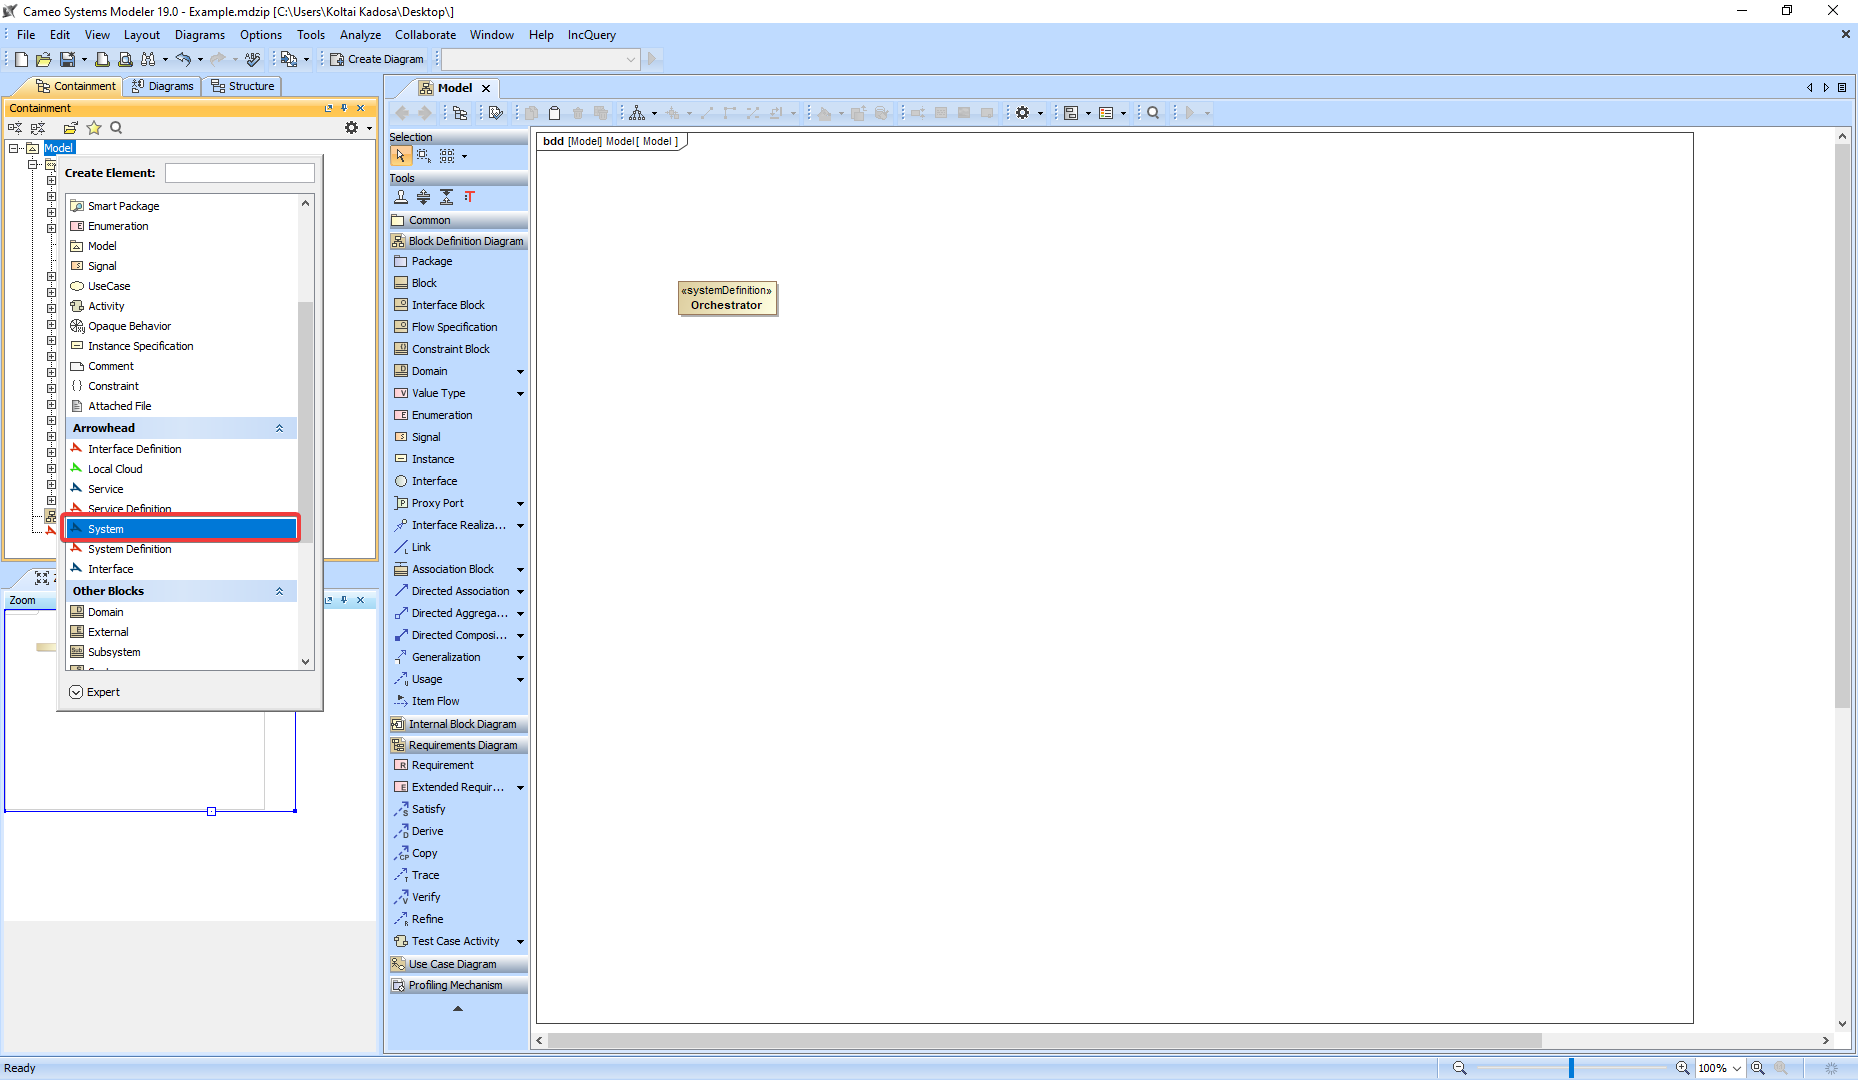 Cameo Systems Modeler 19.0 - Example.mdzip [C:\Users\Koltai Kadosa\Desktop\]
File Edit View Layout Diagrams Options Tools Analyze Collaborate Window Help IncQuery
Create Diagram
Containment Diagrams Structure
Containment
Model
Create Element:
Smart Package
Enumeration
Model
Signal
UseCase
Activity
Opaque Behavior
Instance Specification
Comment
Constraint
Attached File
Arrowhead
Interface Definition
Local Cloud
Service
Service Definition
System
System Definition
Interface
Other Blocks
Domain
External
Subsystem
Expert
Zoom
Model
Selection
Tools
Common
Block Definition Diagram
Package
Block
Interface Block
Flow Specification
Constraint Block
Domain
Value Type
Enumeration
Signal
Instance
Interface
Proxy Port
Interface Realiza...
Link
Association Block
Directed Association
Directed Aggrega...
Directed Composi...
Generalization
Usage
Item Flow
Internal Block Diagram
Requirements Diagram
Requirement
Extended Requir...
Satisfy
Derive
Copy
Trace
Verify
Refine
Test Case Activity
Use Case Diagram
Profiling Mechanism
bdd [Model] Model[ Model ]
«systemDefinition»
Orchestrator
Ready
100%